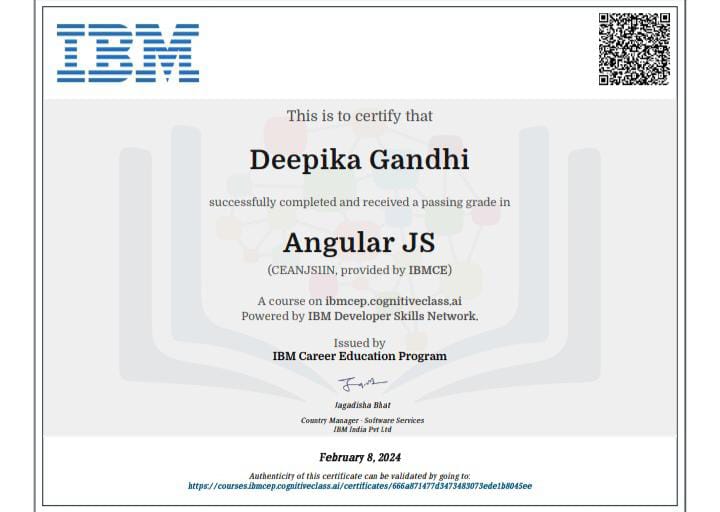 IBM
This is to certify that
Deepika Gandhi
successfully completed and received a passing grade in
Angular JS
(CEANJS1IN, provided by IBMCE)
A course on ibmcep.cognitiveclass.ai
Powered by IBM Developer Skills Network.
Issued by
IBM Career Education Program
Jagadisha Bhat
Country Manager - Software Services
IBM India Pvt Ltd
February 8, 2024
Authenticity of this certificate can be validated by going to:
https://courses.ibmcep.cognitiveclass.ai/certificates/666a871477d3473483073ede1b8045ee